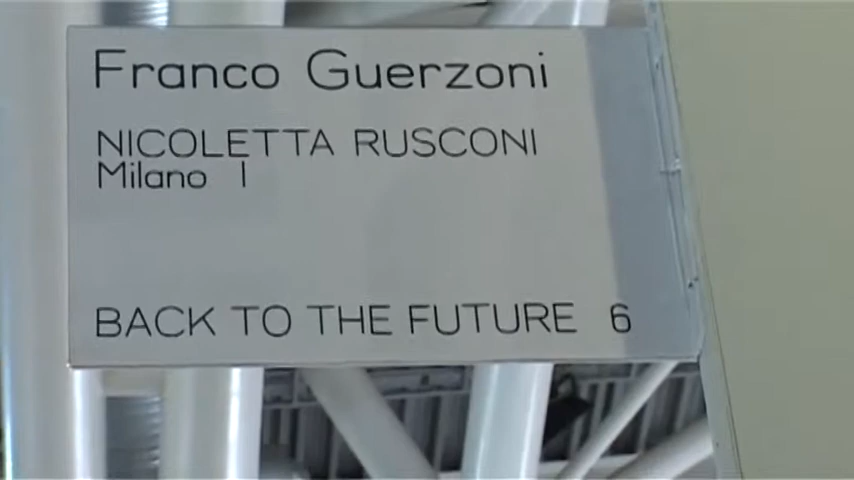 Franco Guerzoni
NICOLETTA RUSCONI
Milano I
BACK TO THE FUTURE 6